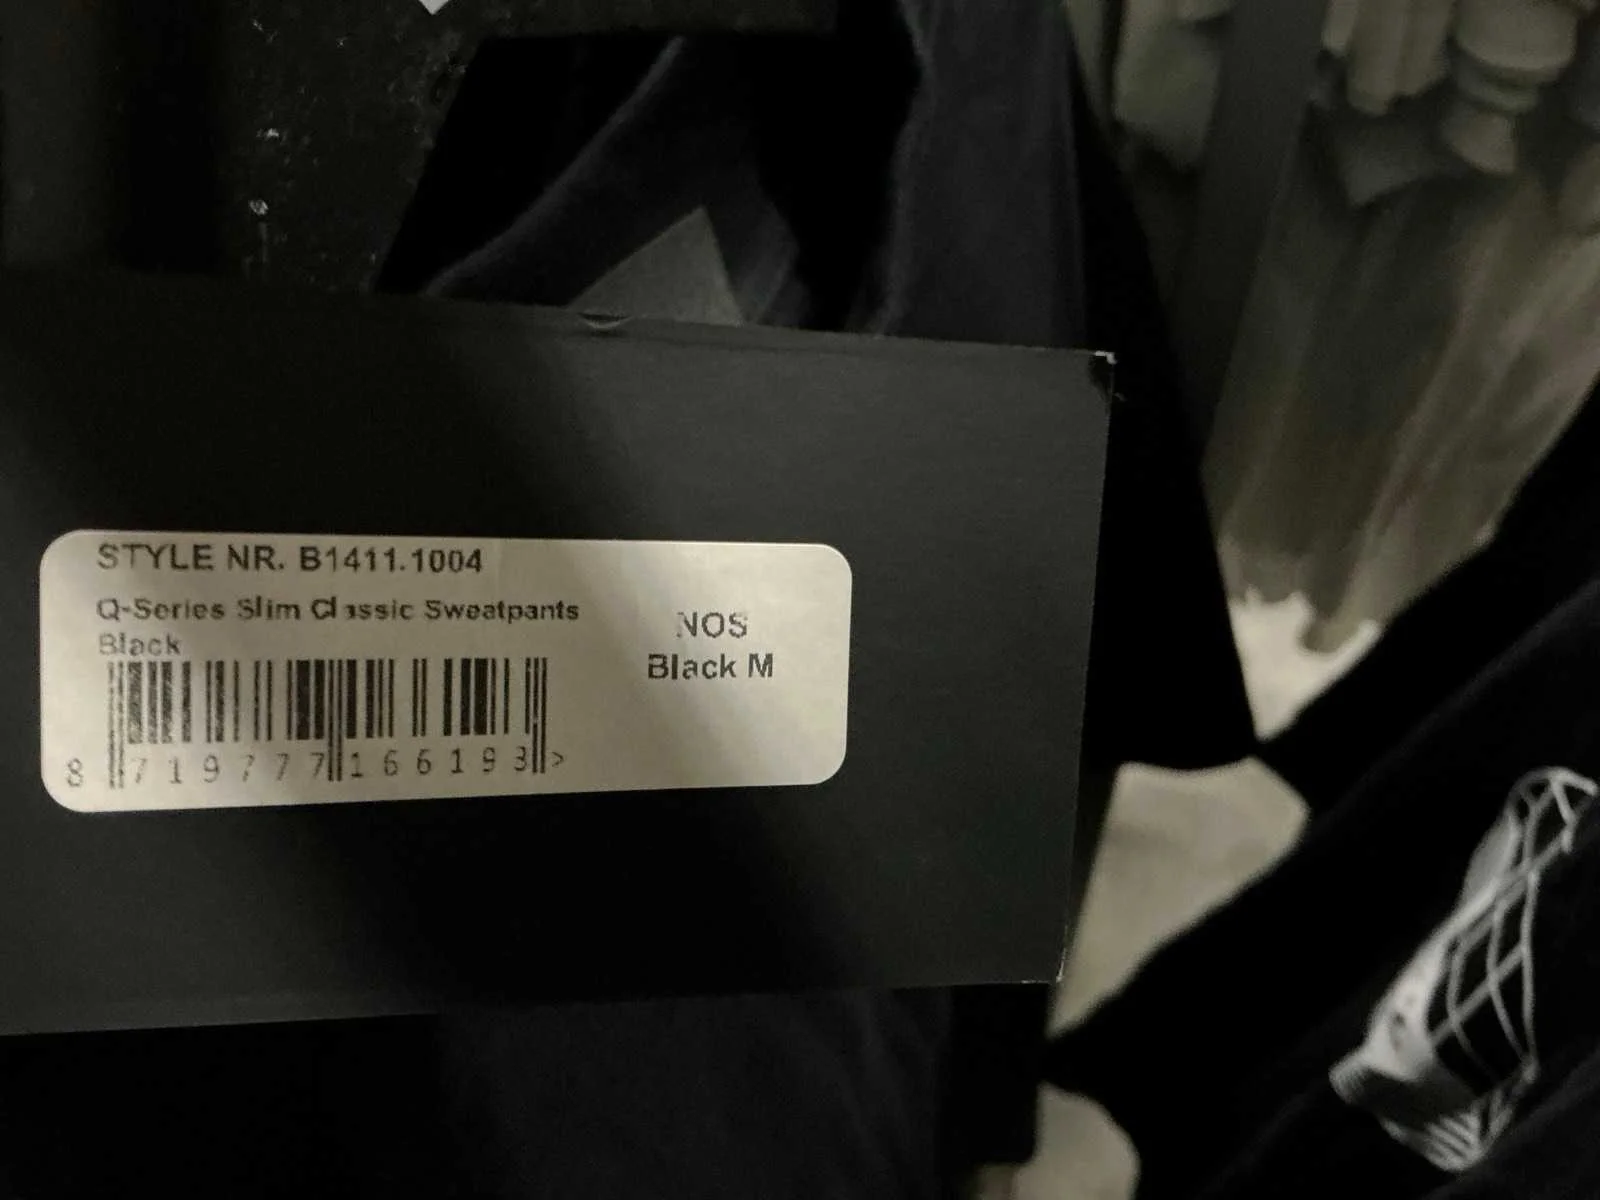 STYLE NR. B1411.1004
Q-Series Slim Classic Sweatpants
Black
NOS
Black M
8 719777 166193 >